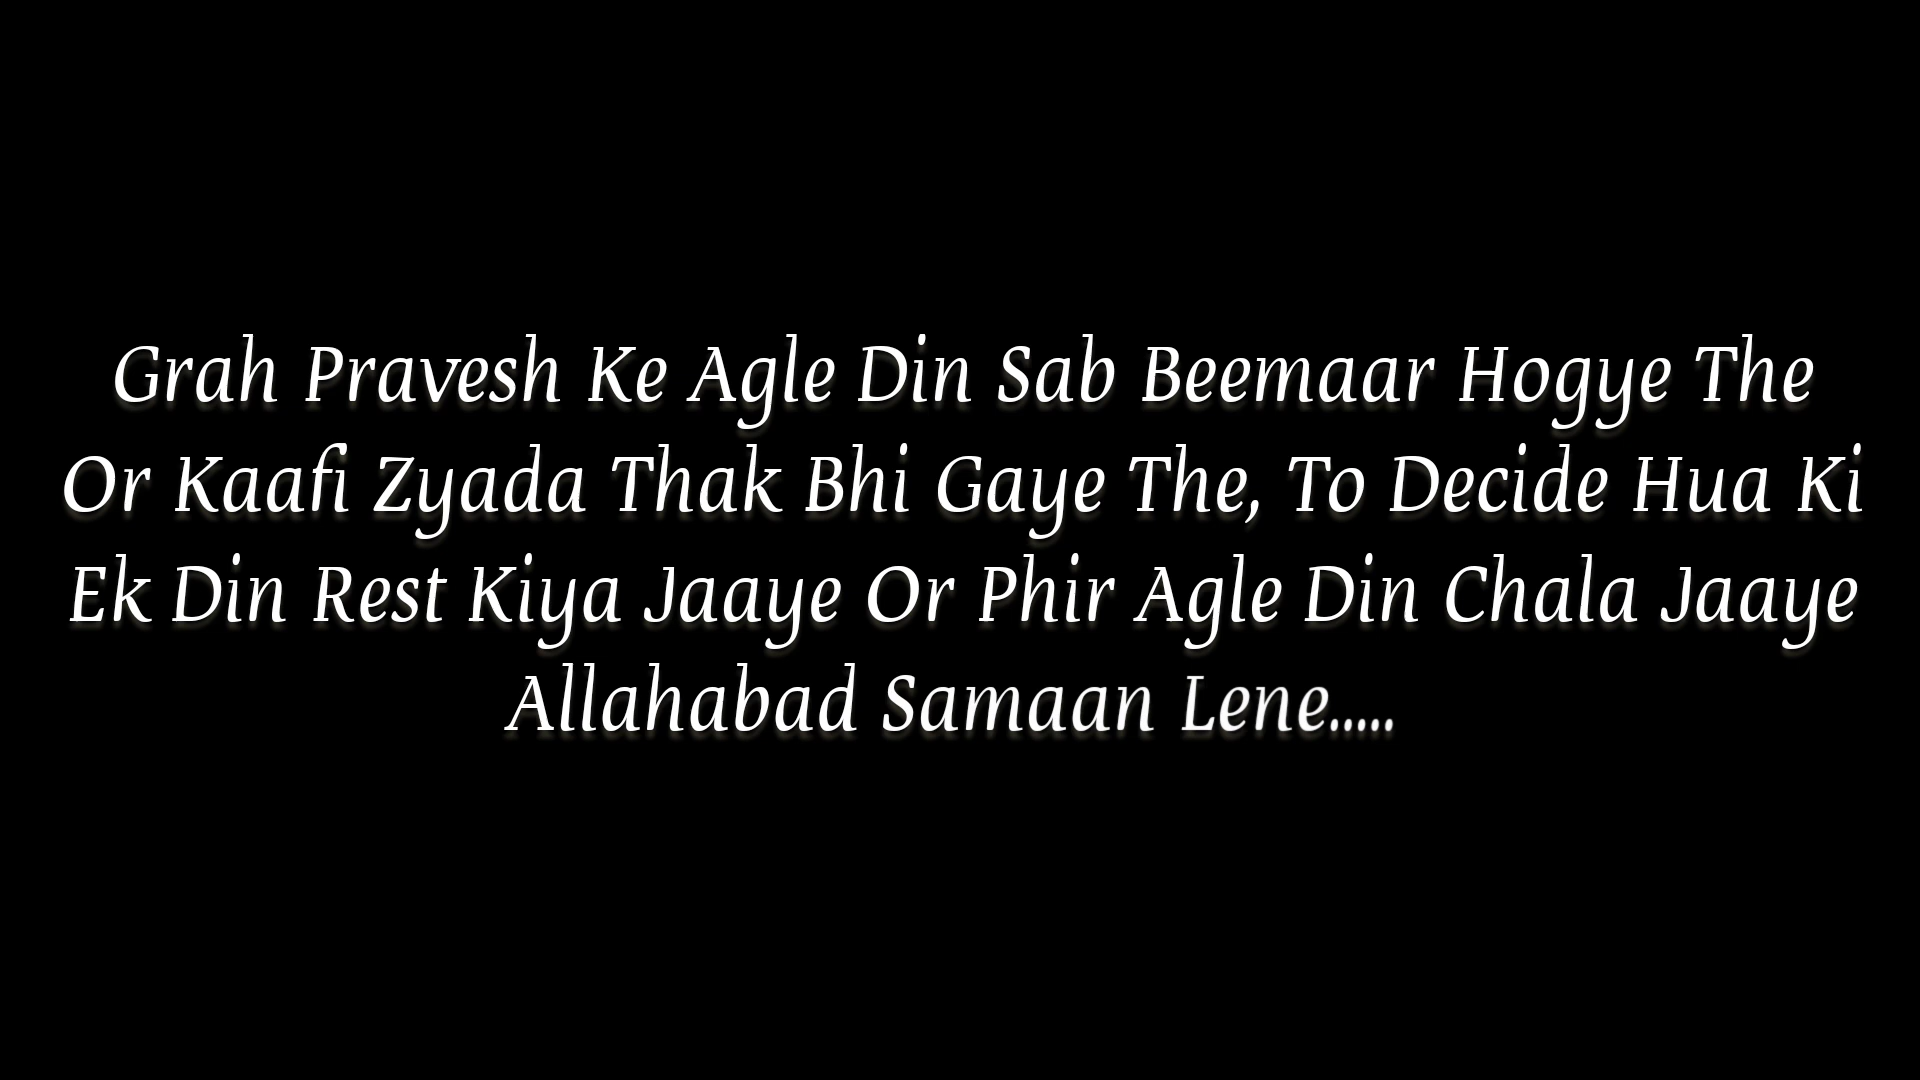 Grah Pravesh Ke Agle Din Sab Beemaar Hogye The
Or Kaafi Zyada Thak Bhi Gaye The, To Decide Hua Ki
Ek Din Rest Kiya Jaaye Or Phir Agle Din Chala Jaaye
Allahabad Samaan Lene.....